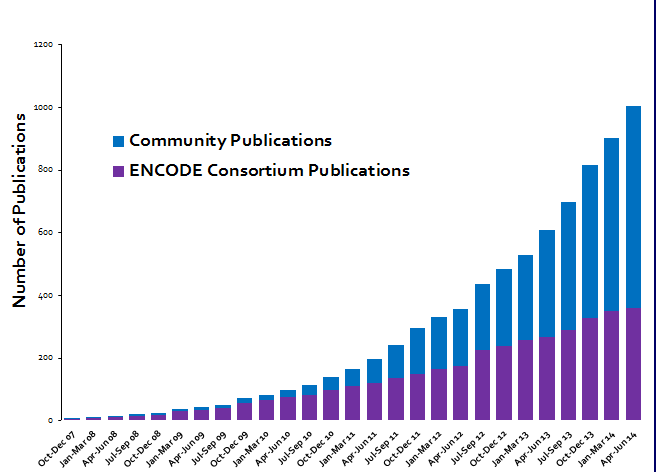 1200
1000
800
600
400
200
0
Number of Publications
Community Publications
ENCODE Consortium Publications
Oct-Dec 07
Jan-Mar 08
Apr-Jun 08
Jul-Sep 08
Oct-Dec 08
Jan-Mar 09
Apr-Jun 09
Jul-Sep 09
Oct-Dec 09
Jan-Mar 10
Apr-Jun 10
Jul-Sep 10
Oct-Dec 10
Jan-Mar 11
Apr-Jun 11
Jul-Sep 11
Oct-Dec 11
Jan-Mar 12
Apr-Jun 12
Jul-Sep 12
Oct-Dec 12
Jan-Mar 13
Apr-Jun 13
Jul-Sep 13
Oct-Dec 13
Jan-Mar 14
Apr-Jun 14